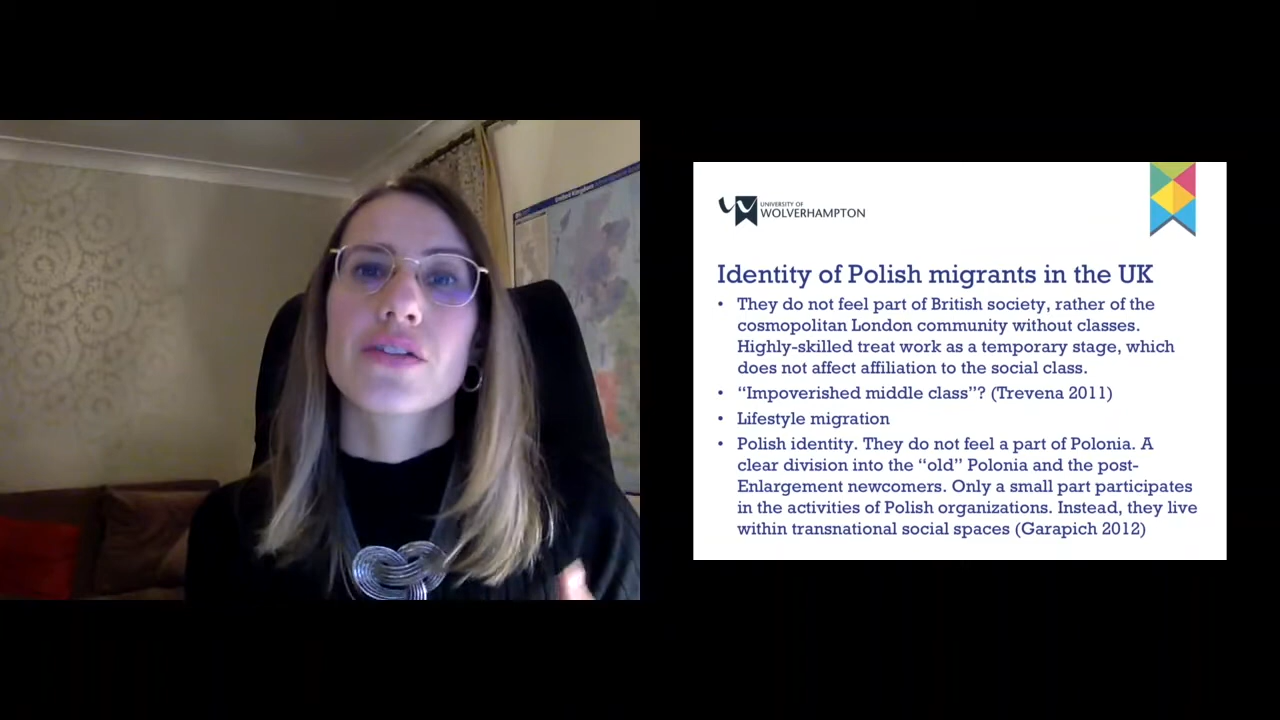 United Kingdom
UNIVERSITY OF
WOLVERHAMPTON
Identity of Polish migrants in the UK
• They do not feel part of British society, rather of the
cosmopolitan London community without classes.
Highly-skilled treat work as a temporary stage, which
does not affect affiliation to the social class.
• “Impoverished middle class”? (Trevena 2011)
• Lifestyle migration
• Polish identity. They do not feel a part of Polonia. A
clear division into the “old” Polonia and the post-
Enlargement newcomers. Only a small part participates
in the activities of Polish organizations. Instead, they live
within transnational social spaces (Garapich 2012)